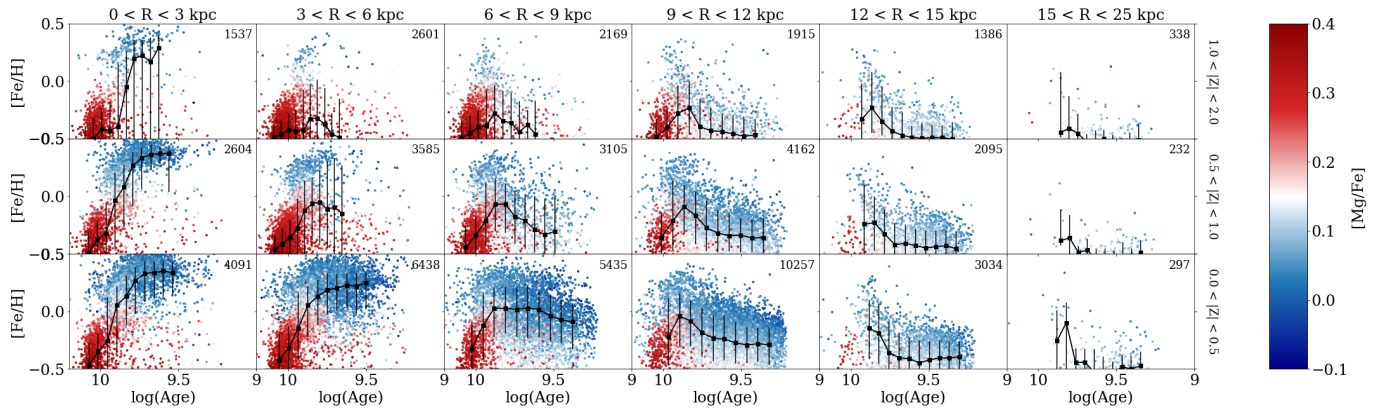 0 < R < 3 kpc 3 < R < 6 kpc 6 < R < 9 kpc 9 < R < 12 kpc 12 < R < 15 kpc 15 < R < 25 kpc
0.5 0.0 −0.5 [Fe/H] 1537 2601 2169 1915 1386 338 1.0 < |Z| < 2.0
0.0 −0.5 [Fe/H] 2604 3585 3105 4162 2095 232 0.5 < |Z| < 1.0
0.0 −0.5 [Fe/H] 4091 6438 5435 10257 3034 297 0.0 < |Z| < 0.5
10 9.5 9 10 9.5 9 10 9.5 9 10 9.5 9 10 9.5 9 10 9.5 9
log(Age) log(Age) log(Age) log(Age) log(Age) log(Age)
0.4
0.3
0.2
0.1
0.0
−0.1
[Mg/Fe]